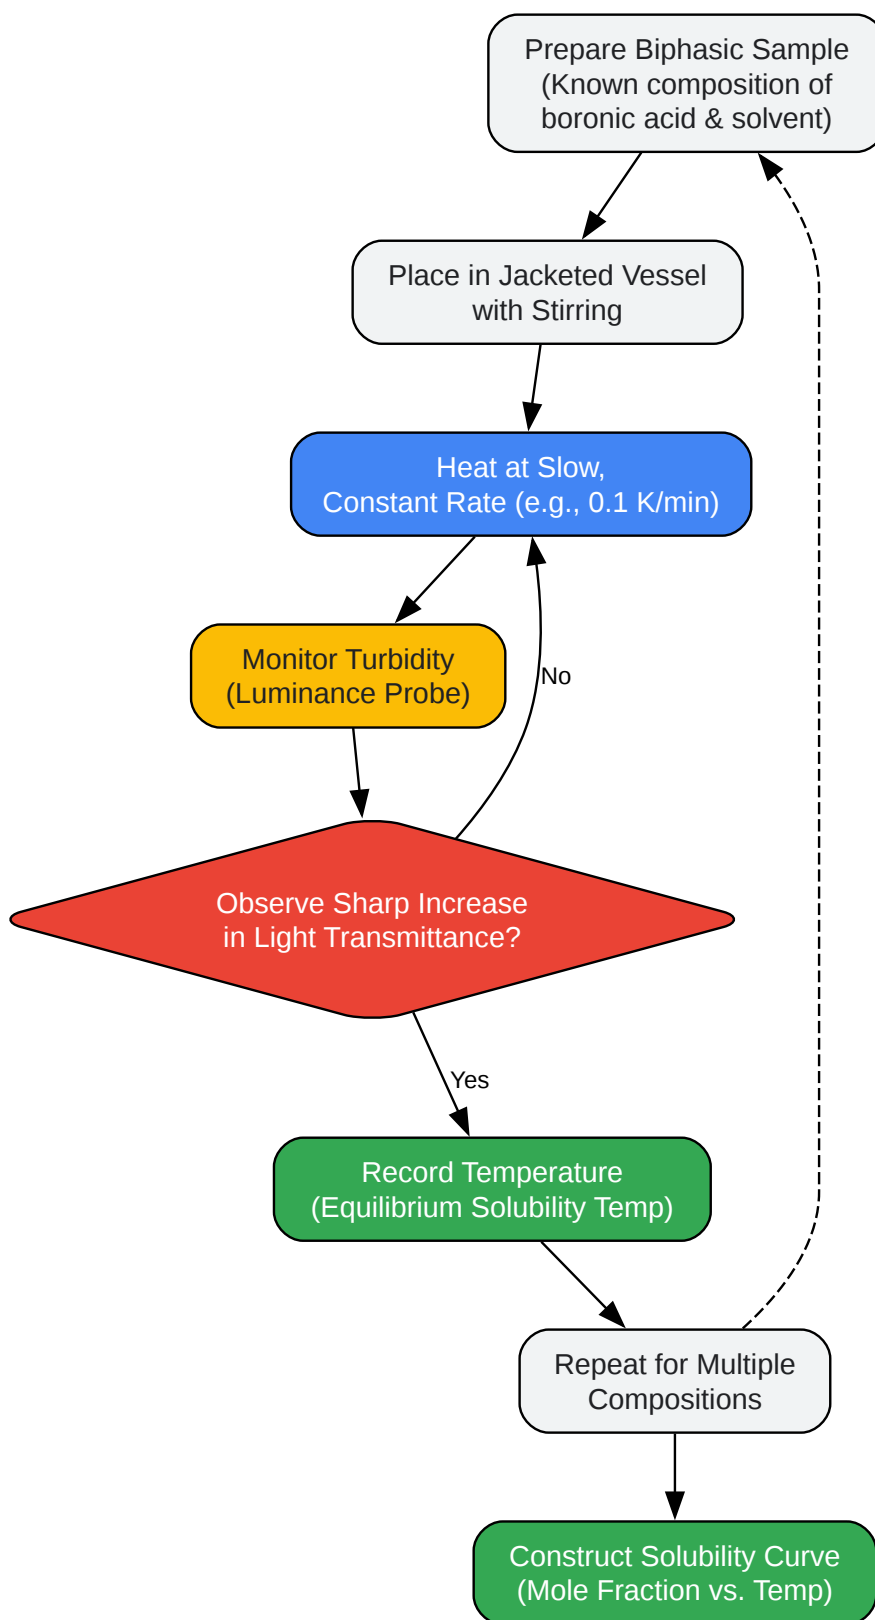 Prepare Biphasic Sample
(Known composition of
boronic acid & solvent)
Place in Jacketed Vessel
with Stirring
Heat at Slow,
Constant Rate (e.g., 0.1 K/min)
Monitor Turbidity
(Luminance Probe)
No
Observe Sharp Increase
in Light Transmittance?
Yes
Record Temperature
(Equilibrium Solubility Temp)
Repeat for Multiple
Compositions
Construct Solubility Curve
(Mole Fraction vs. Temp)